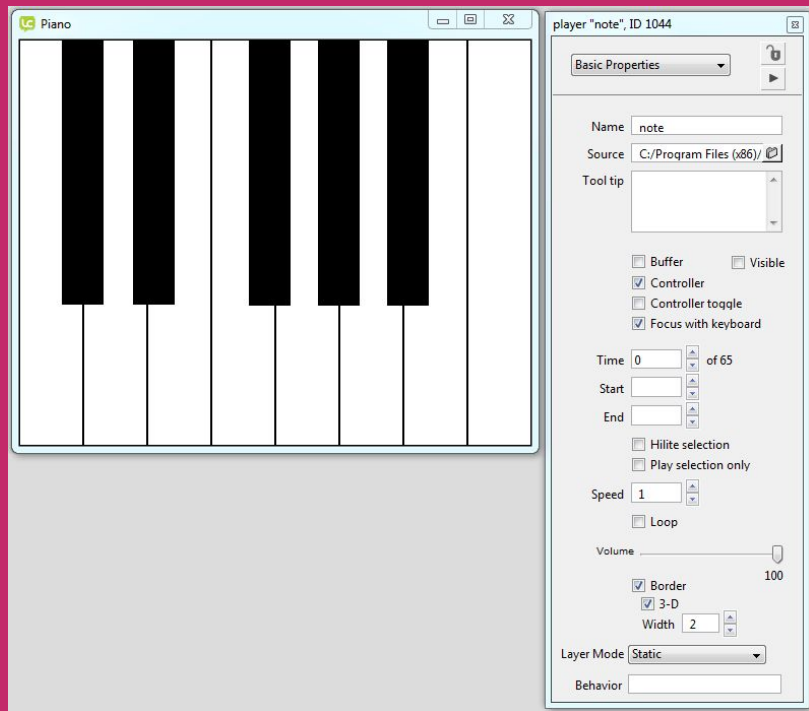 Piano
player "note", ID 1044
Basic Properties
Name note
Source C:/Program Files (x86)/
Tool tip
Buffer Visible
Controller
Controller toggle
Focus with keyboard
Time 0 of 65
Start
End
Hilite selection
Play selection only
Speed 1
Loop
Volume
100
Border
3-D
Width 2
Layer Mode Static
Behavior